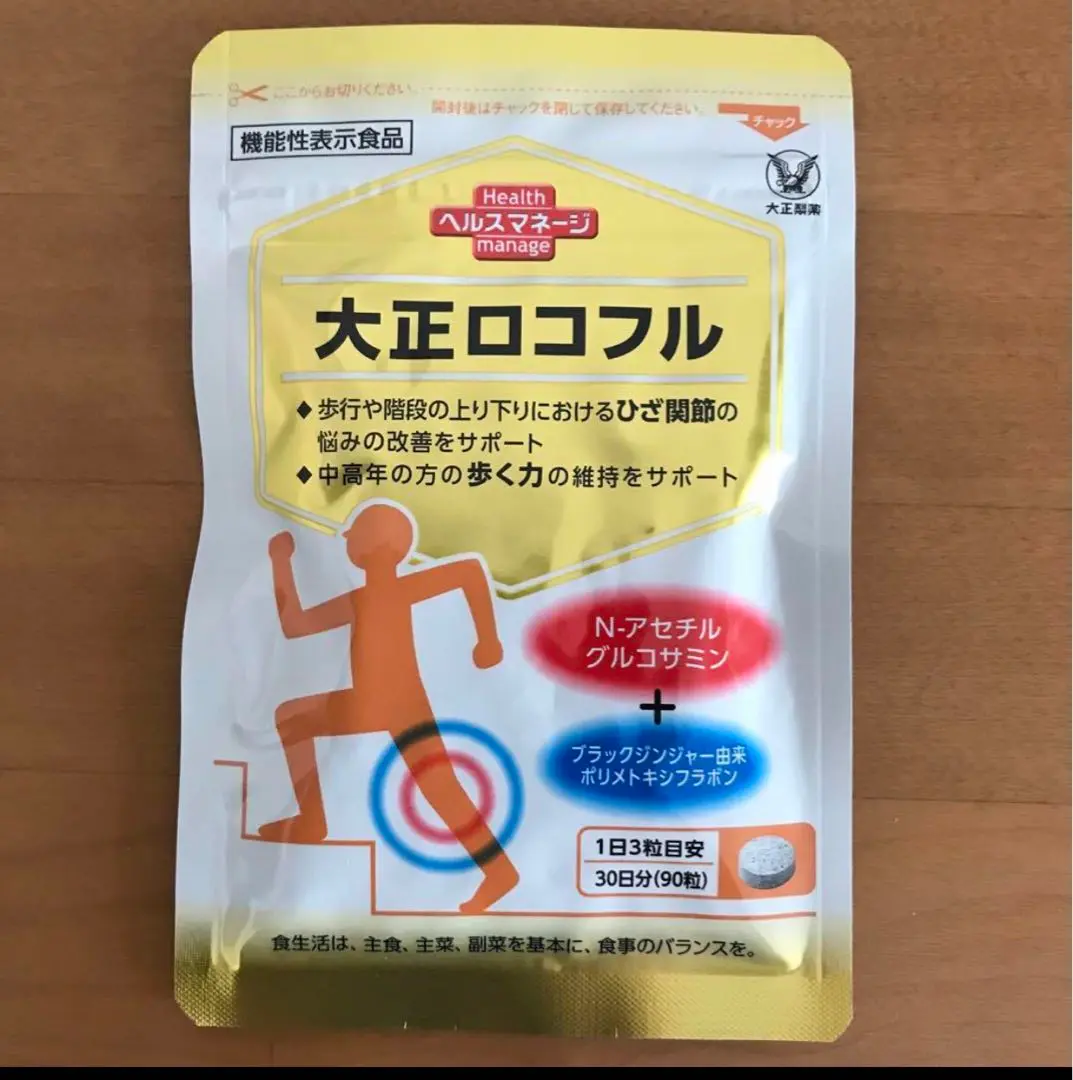 ここからお切りください。
開封後はチャックを閉じて保存してください。
チャック
機能性表示食品
大正製薬
Health
ヘルスマネージ
manage
大正ロコフル
◆歩行や階段の上り下りにおけるひざ関節の
悩みの改善をサポート
◆中高年の方の歩く力の維持をサポート
N-アセチル
グルコサミン
+
ブラックジンジャー由来
ポリメトキシフラボン
1日3粒目安
30日分(90粒)
食生活は、主食、主菜、副菜を基本に、食事のバランスを。